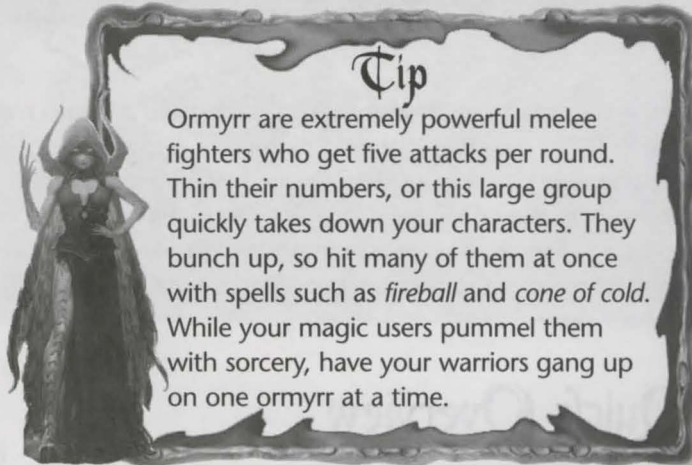 Tip
Ormyrr are extremely powerful melee
fighters who get five attacks per round.
Thin their numbers, or this large group
quickly takes down your characters. They
bunch up, so hit many of them at once
with spells such as fireball and cone of cold.
While your magic users pummel them
with sorcery, have your warriors gang up
on one ormyrr at a time.